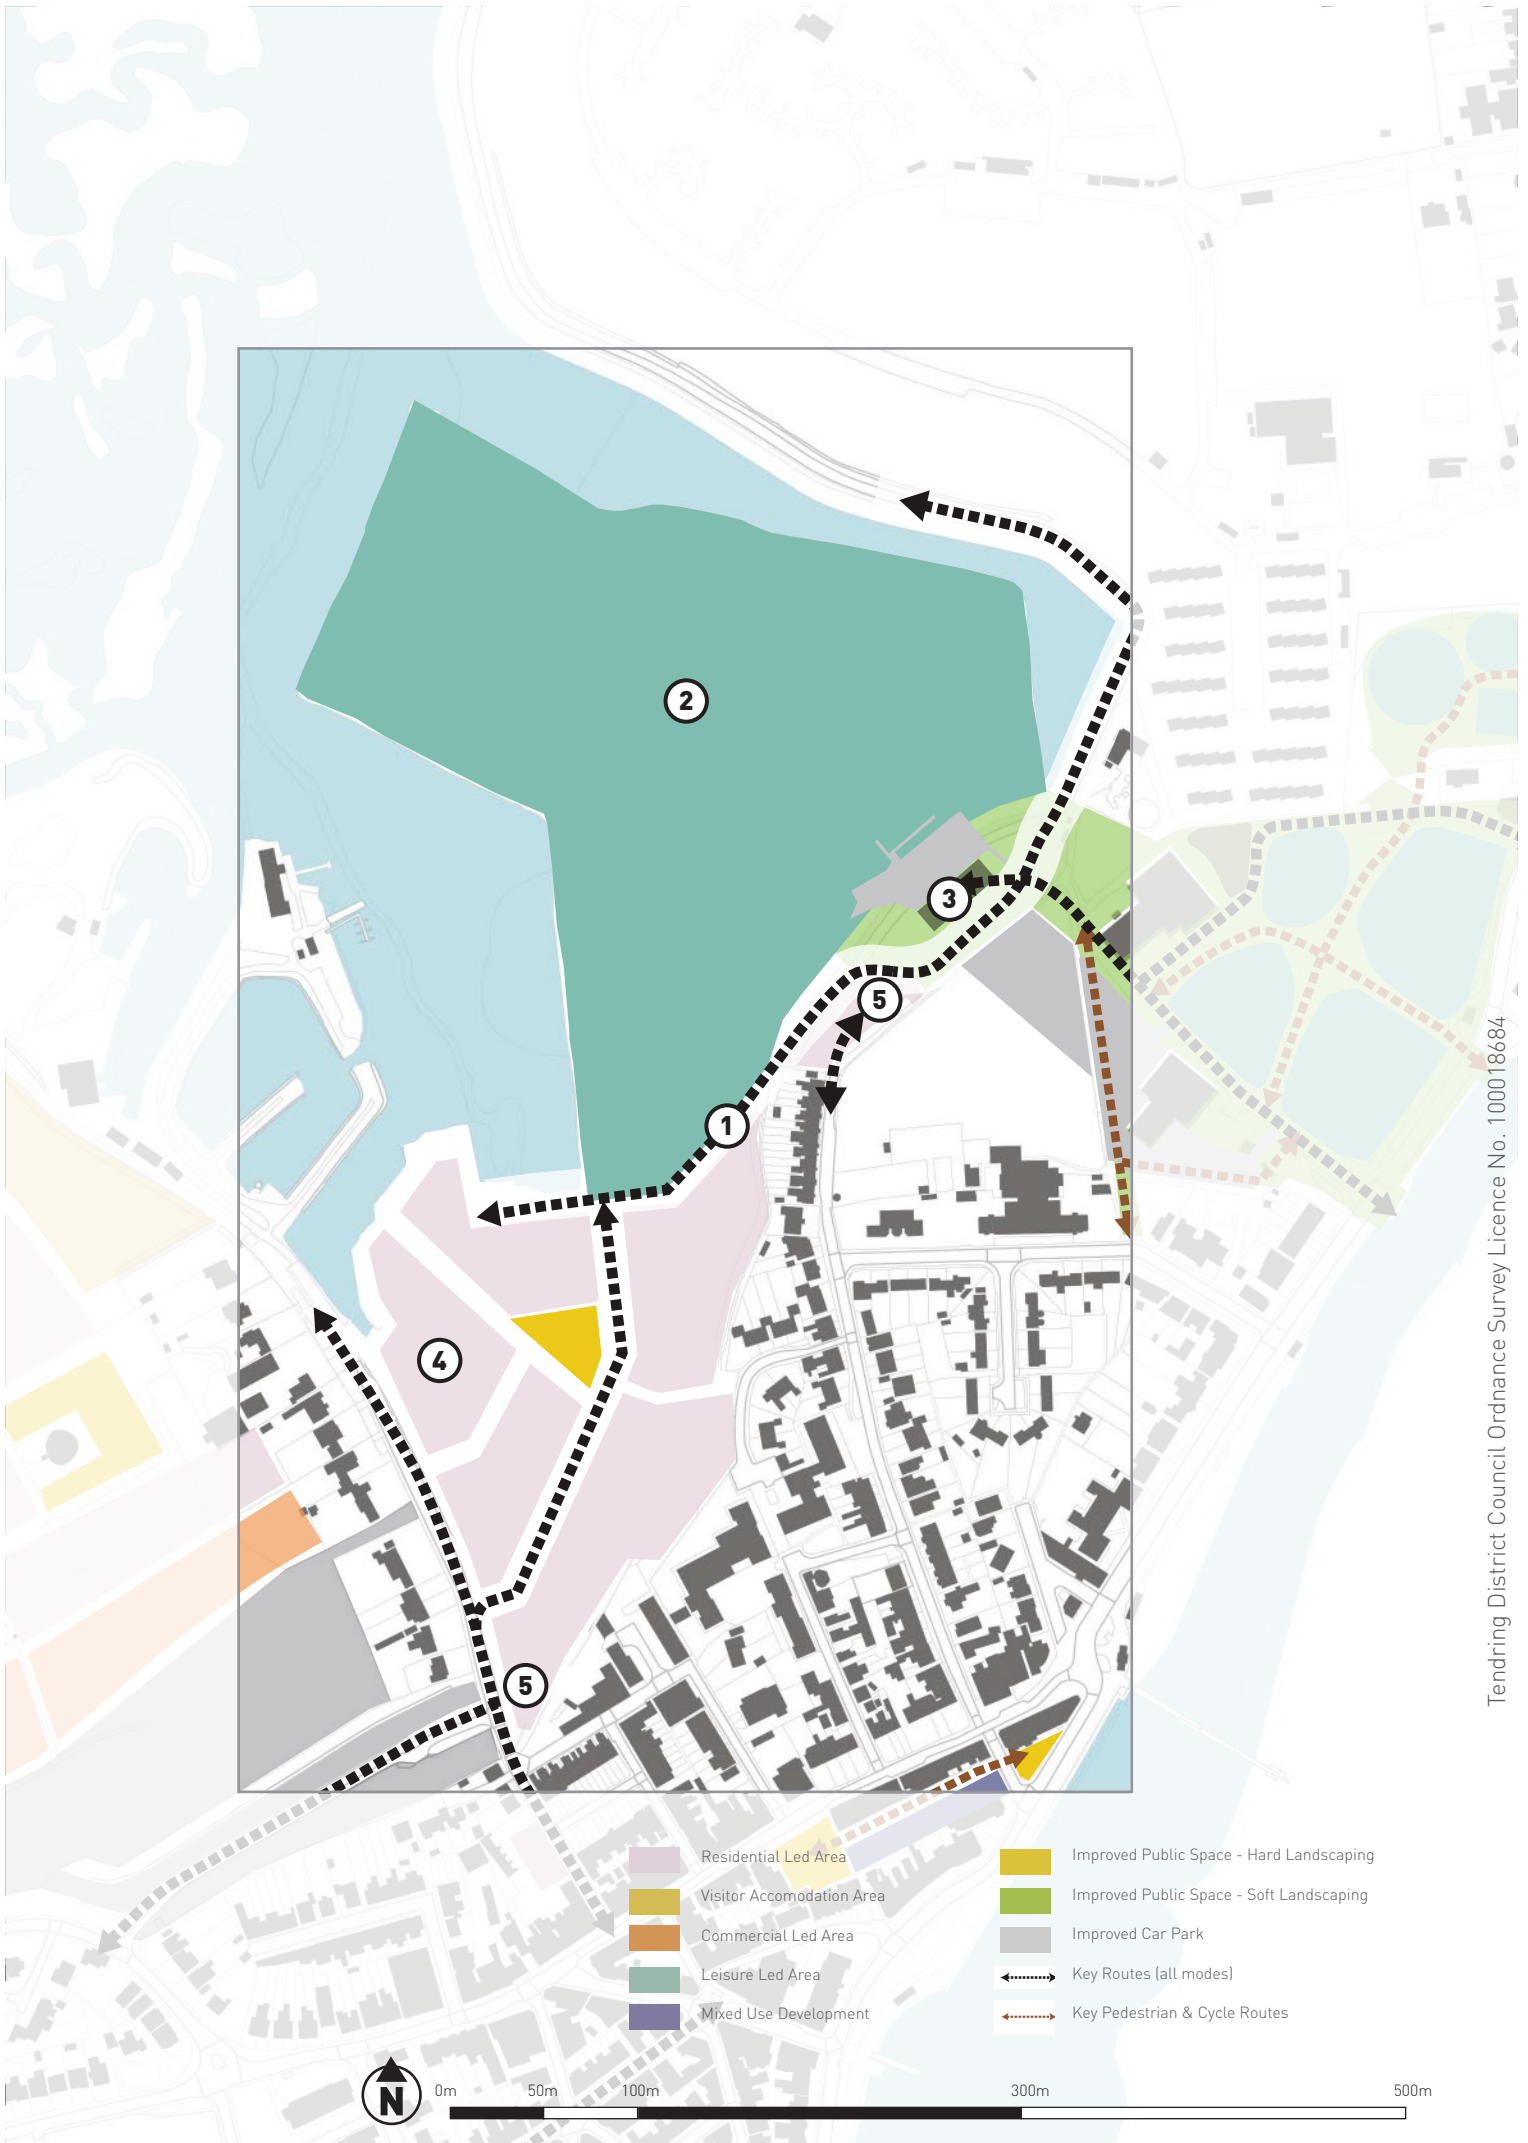 2
3
5
1
4
5
Tendring District Council Ordnance Survey Licence No. 100018684
Residential Led Area
Visitor Accomodation Area
Commercial Led Area
Leisure Led Area
Mixed Use Development
Improved Public Space - Hard Landscaping
Improved Public Space - Soft Landscaping
Improved Car Park
Key Routes (all modes)
Key Pedestrian & Cycle Routes
N
0m 50m 100m 300m 500m